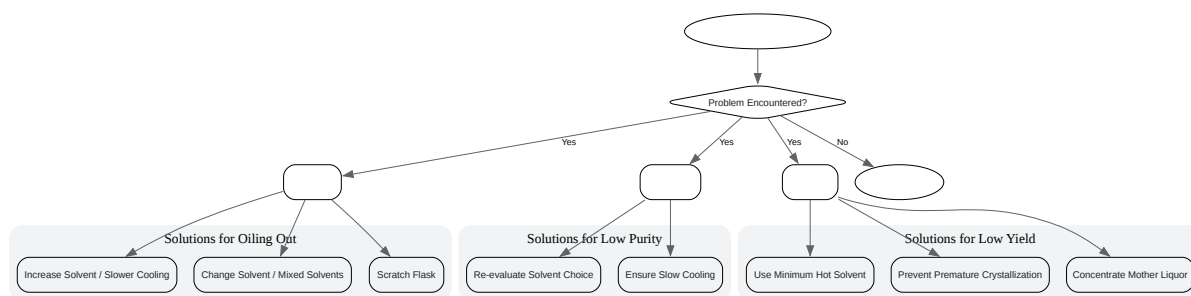 Problem Encountered?
Yes
Yes
Yes
No
Solutions for Oiling Out
Solutions for Low Purity
Solutions for Low Yield
Increase Solvent / Slower Cooling
Change Solvent / Mixed Solvents
Scratch Flask
Re-evaluate Solvent Choice
Ensure Slow Cooling
Use Minimum Hot Solvent
Prevent Premature Crystallization
Concentrate Mother Liquor